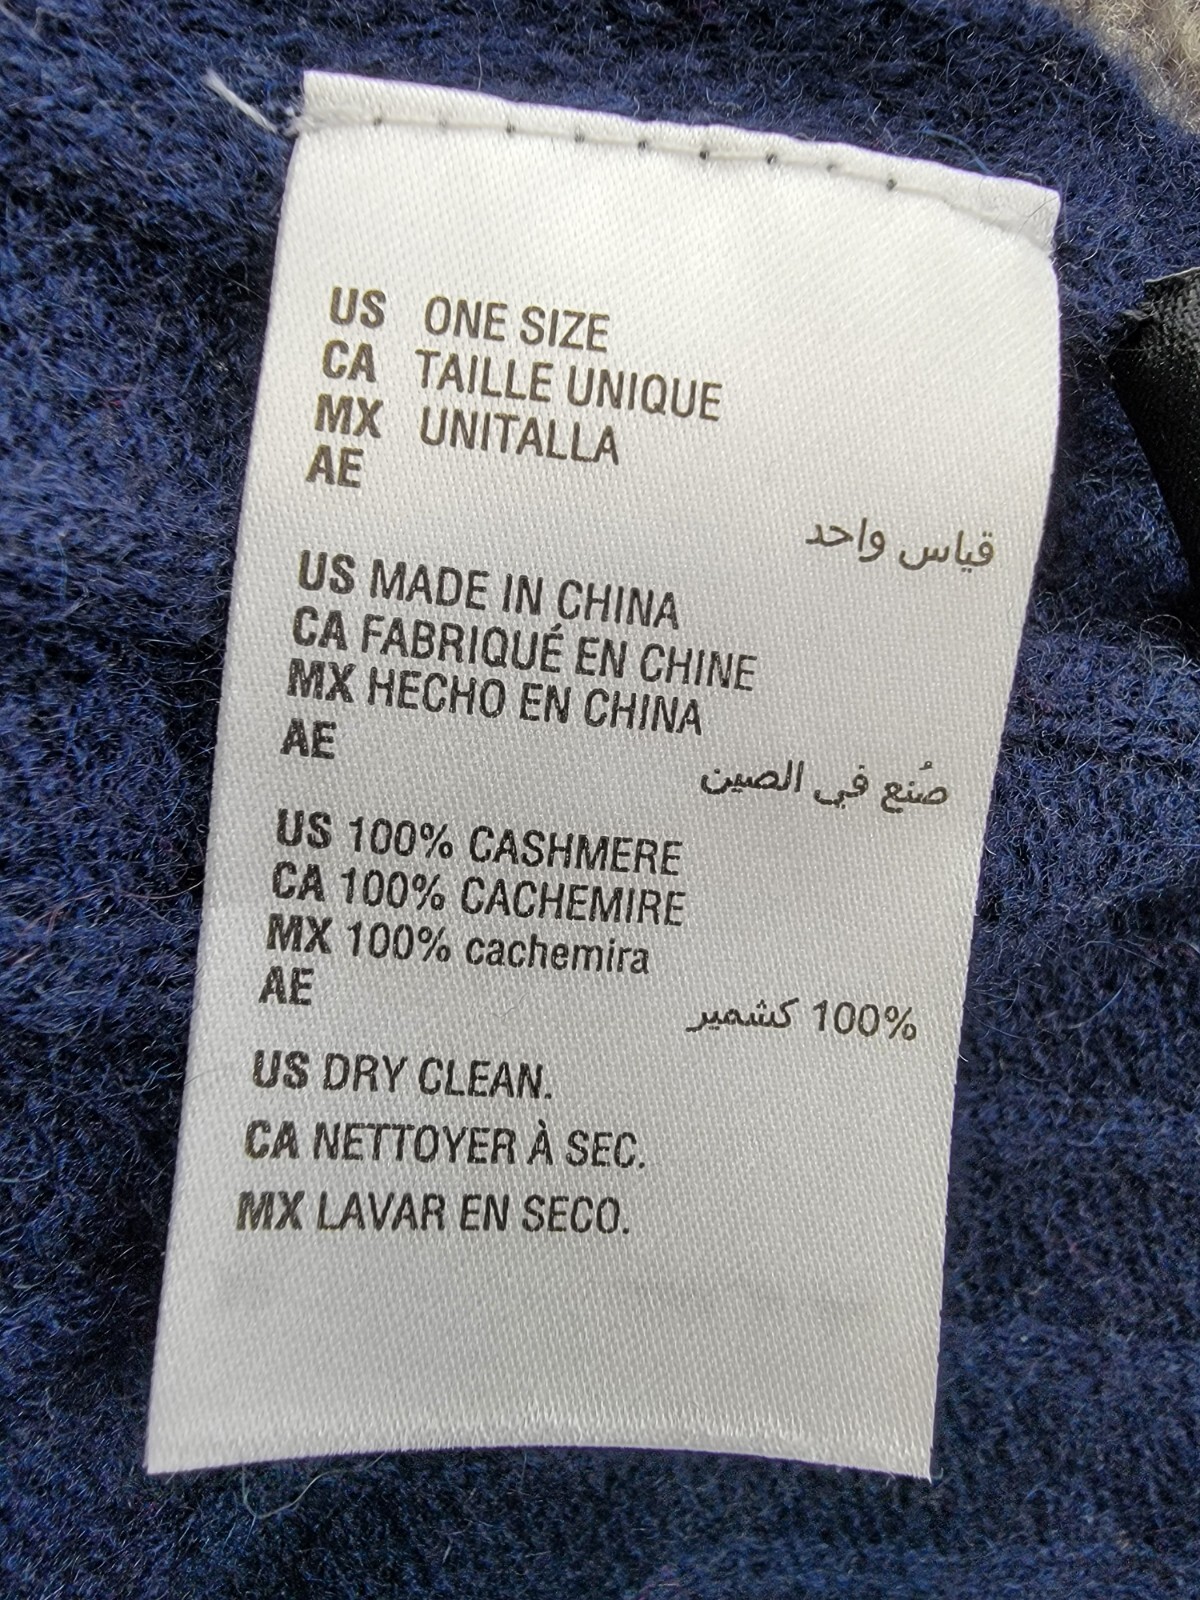 US ONE SIZE
CA TAILLE UNIQUE
MX UNITALLA
AE
قياس واحد
US MADE IN CHINA
CA FABRIQUÉ EN CHINE
MX HECHO EN CHINA
AE
صُنع في الصين
US 100% CASHMERE
CA 100% CACHEMIRE
MX 100% cachemira
AE
100% كشمير
US DRY CLEAN.
CA NETTOYER À SEC.
MX LAVAR EN SECO.